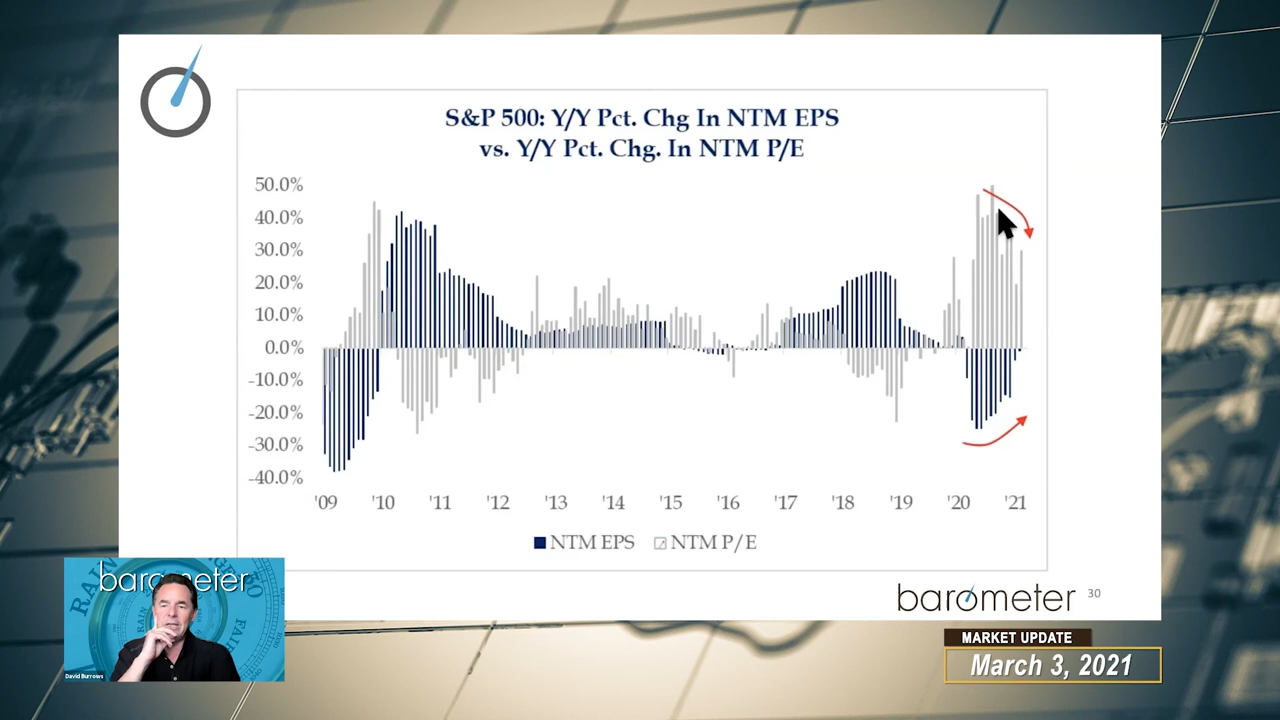 S&P 500: Y/Y Pct. Chg In NTM EPS
vs. Y/Y Pct. Chg. In NTM P/E
50.0%
40.0%
30.0%
20.0%
10.0%
0.0%
-10.0%
-20.0%
-30.0%
-40.0%
'09 '10 '11 '12 '13 '14 '15 '16 '17 '18 '19 '20 '21
NTM EPS NTM P/E
barometer 30
barometer
RAIN
FAIR
David Burrows
MARKET UPDATE
March 3, 2021